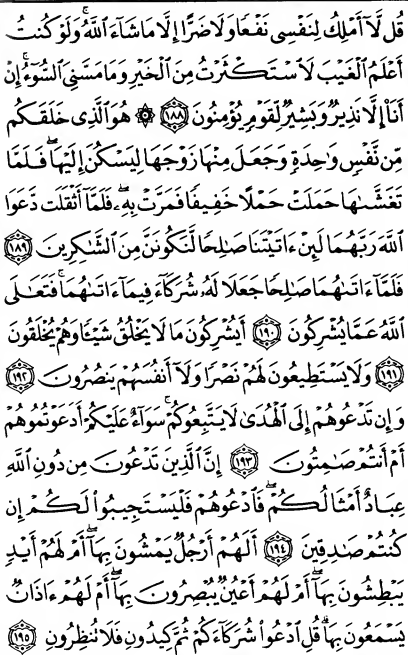 قُل لَّآ أَمْلِكُ لِنَفْسِى نَفْعًا وَلَا ضَرًّا إِلَّا مَا شَآءَ ٱللَّهُ ۚ وَلَوْ كُنتُ
أَعْلَمُ ٱلْغَيْبَ لَٱسْتَكْثَرْتُ مِنَ ٱلْخَيْرِ وَمَا مَسَّنِىَ ٱلسُّوٓءُ ۚ إِنْ
أَنَا۠ إِلَّا نَذِيرٌ وَبَشِيرٌ لِّقَوْمٍ يُؤْمِنُونَ ١٨٨ ۞ هُوَ ٱلَّذِى خَلَقَكُم
مِّن نَّفْسٍ وَٰحِدَةٍ وَجَعَلَ مِنْهَا زَوْجَهَا لِيَسْكُنَ إِلَيْهَا ۖ فَلَمَّا
تَغَشَّىٰهَا حَمَلَتْ حَمْلًا خَفِيفًا فَمَرَّتْ بِهِۦ ۖ فَلَمَّآ أَثْقَلَت دَّعَوَا
ٱللَّهَ رَبَّهُمَا لَئِنْ ءَاتَيْتَنَا صَٰلِحًا لَّنَكُونَنَّ مِنَ ٱلشَّٰكِرِينَ ١٨٩
فَلَمَّآ ءَاتَىٰهُمَا صَٰلِحًا جَعَلَا لَهُۥ شُرَكَآءَ فِيمَآ ءَاتَىٰهُمَا ۚ فَتَعَٰلَى
ٱللَّهُ عَمَّا يُشْرِكُونَ ١٩٠ أَيُشْرِكُونَ مَا لَا يَخْلُقُ شَيْـًٔا وَهُمْ يُخْلَقُونَ
١٩١ وَلَا يَسْتَطِيعُونَ لَهُمْ نَصْرًا وَلَآ أَنفُسَهُمْ يَنصُرُونَ ١٩٢
وَإِن تَدْعُوهُمْ إِلَى ٱلْهُدَىٰ لَا يَتَّبِعُوكُمْ ۚ سَوَآءٌ عَلَيْكُمْ أَدَعَوْتُمُوهُمْ
أَمْ أَنتُمْ صَٰمِتُونَ ١٩٣ إِنَّ ٱلَّذِينَ تَدْعُونَ مِن دُونِ ٱللَّهِ
عِبَادٌ أَمْثَالُكُمْ ۖ فَٱدْعُوهُمْ فَلْيَسْتَجِيبُوا۟ لَكُمْ إِن
كُنتُمْ صَٰدِقِينَ ١٩٤ أَلَهُمْ أَرْجُلٌ يَمْشُونَ بِهَآ ۖ أَمْ لَهُمْ أَيْدٍ
يَبْطِشُونَ بِهَآ ۖ أَمْ لَهُمْ أَعْيُنٌ يُبْصِرُونَ بِهَآ ۖ أَمْ لَهُمْ ءَاذَانٌ
يَسْمَعُونَ بِهَا ۗ قُلِ ٱدْعُوا۟ شُرَكَآءَكُمْ ثُمَّ كِيدُونِ فَلَا تُنظِرُونِ ١٩٥